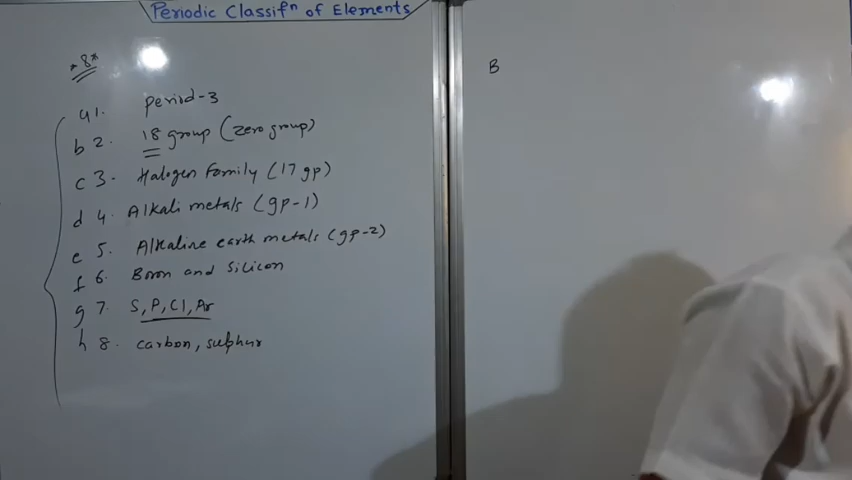 Periodic Classifⁿ of Elements
*8*
a 1. period-3
b 2. 18 group (zero group)
c 3- Halogen Family (17 gp)
d 4. Alkali metals (gp-1)
e 5. Alkaline earth metals (gp-2)
f 6. Boron and Silicon
g 7. S, P, Cl, Ar
h 8. carbon, sulphur
B